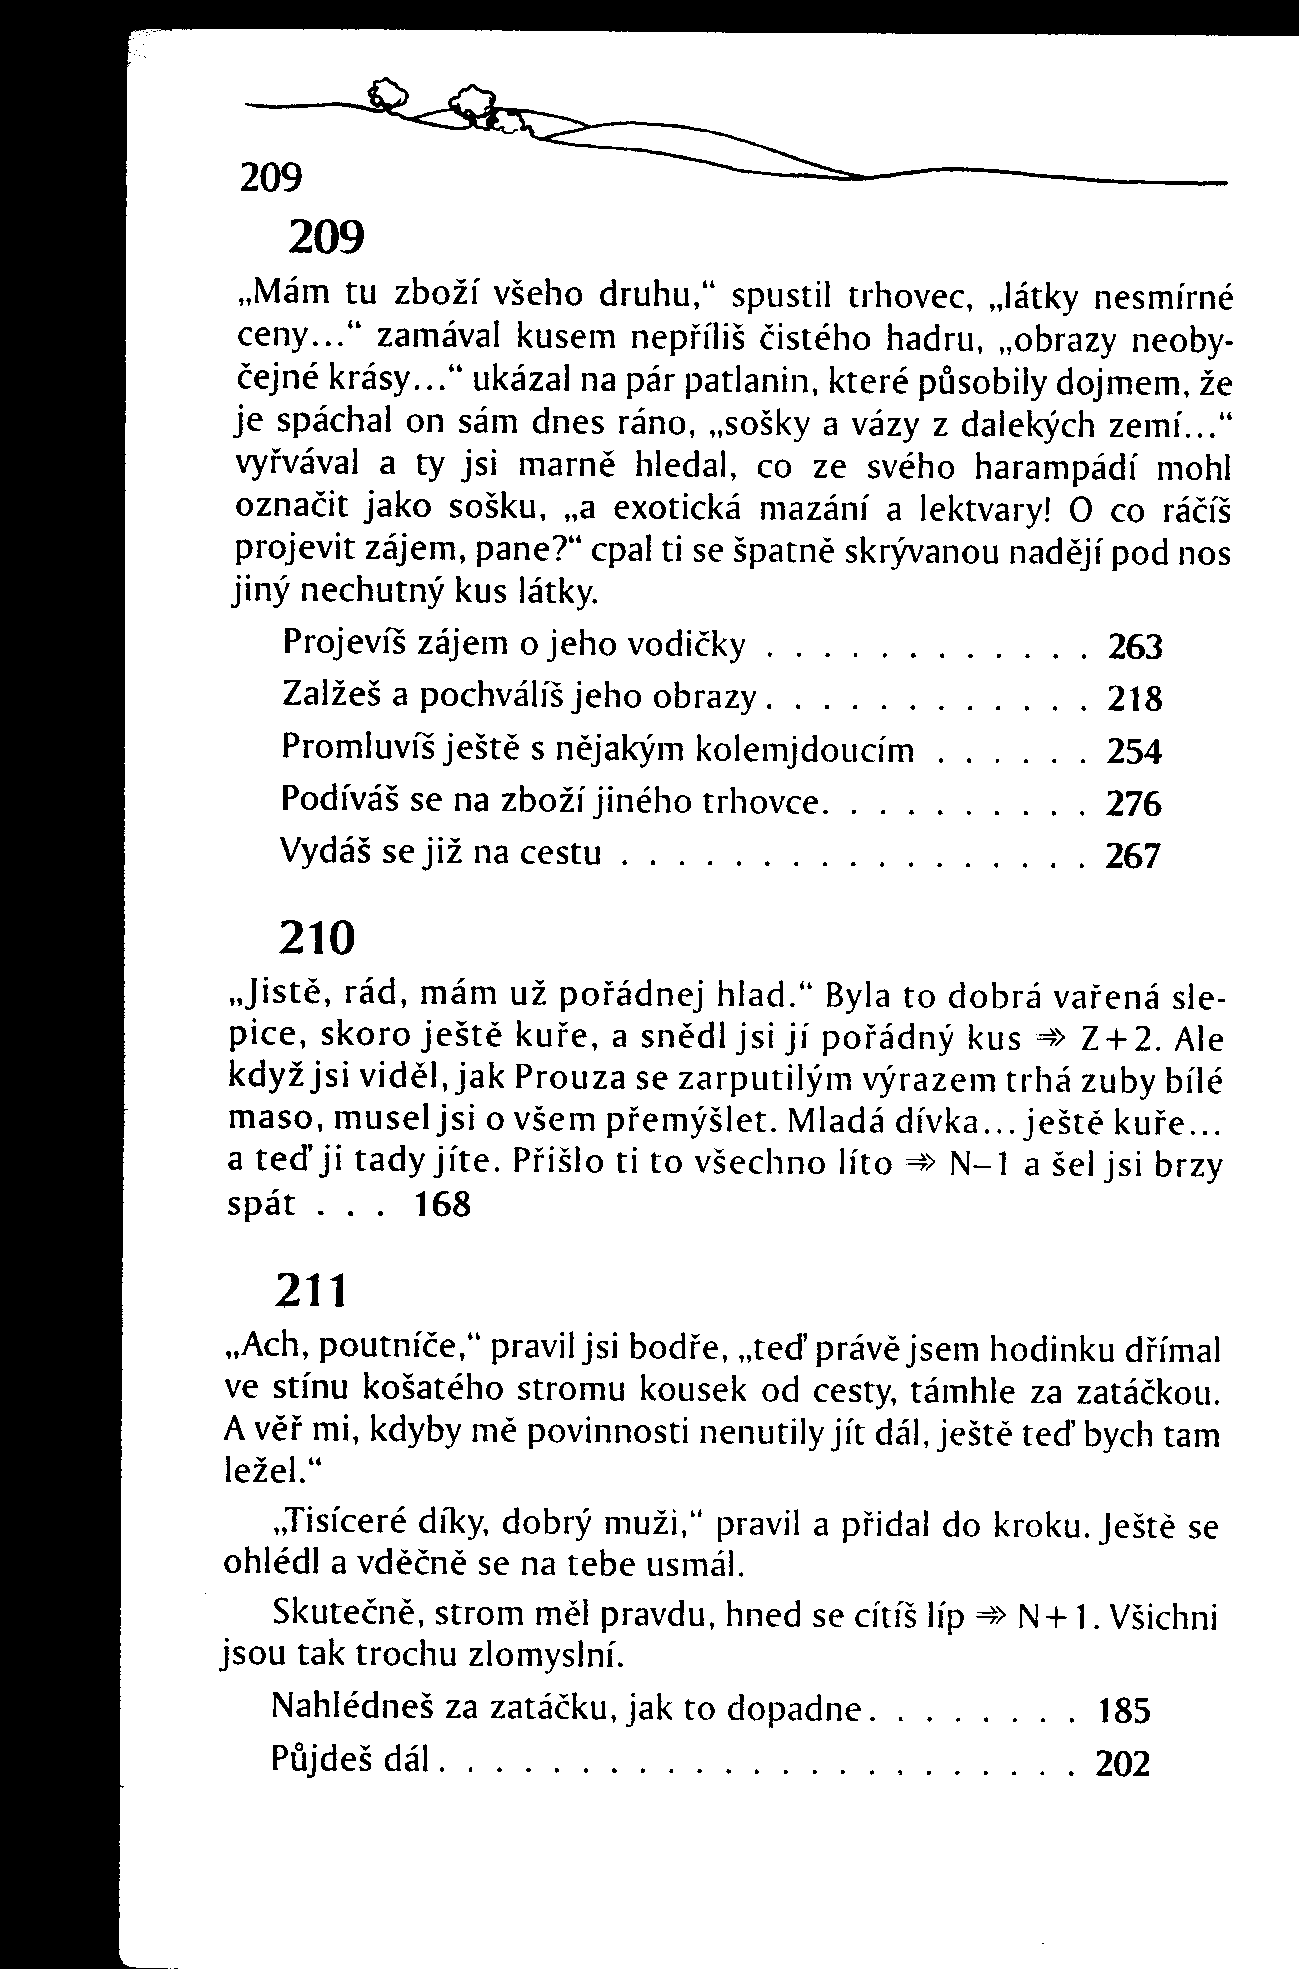 209
209
„Mám tu zboží všeho druhu,“ spustil trhovec, „látky nesmírné
ceny...“ zamával kusem nepříliš čistého hadru, „obrazy neoby-
čejné krásy...“ ukázal na pár patlanin, které působily dojmem, že
je spáchal on sám dnes ráno, „sošky a vázy z dalekých zemí...“
vyřvával a ty jsi marně hledal, co ze svého harampádí mohl
označit jako sošku, „a exotická mazání a lektvary! O co ráčíš
projevit zájem, pane?“ cpal ti se špatně skrývanou nadějí pod nos
jiný nechutný kus látky.
Projevíš zájem o jeho vodičky . . . . . . . . . . . . 263
Zalžeš a pochválíš jeho obrazy. . . . . . . . . . . . 218
Promluvíš ještě s nějakým kolemjdoucím . . . . . . 254
Podíváš se na zboží jiného trhovce. . . . . . . . . . 276
Vydáš se již na cestu . . . . . . . . . . . . . . . . . 267
210
„Jistě, rád, mám už pořádnej hlad.“ Byla to dobrá vařená sle-
pice, skoro ještě kuře, a snědl jsi jí pořádný kus ⇒ Z+2. Ale
když jsi viděl, jak Prouza se zarputilým výrazem trhá zuby bílé
maso, musel jsi o všem přemýšlet. Mladá dívka... ještě kuře...
a teď ji tady jíte. Přišlo ti to všechno líto ⇒ N–1 a šel jsi brzy
spát . . . 168
211
„Ach, poutníče,“ pravil jsi bodře, „teď právě jsem hodinku dřímal
ve stínu košatého stromu kousek od cesty, támhle za zatáčkou.
A věř mi, kdyby mě povinnosti nenutily jít dál, ještě teď bych tam
ležel.“
„Tisíceré díky, dobrý muži,“ pravil a přidal do kroku. Ještě se
ohlédl a vděčně se na tebe usmál.
Skutečně, strom měl pravdu, hned se cítíš líp ⇒ N+1. Všichni
jsou tak trochu zlomyslní.
Nahlédneš za zatáčku, jak to dopadne. . . . . . . . 185
Půjdeš dál. . . . . . . . . . . . . . . . . . . . . . . 202